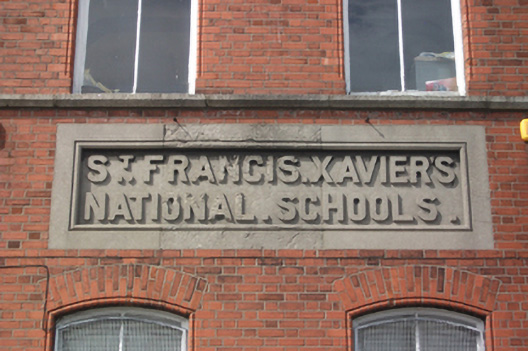 ST. FRANCIS. XAVIER'S
NATIONAL . SCHOOLS .